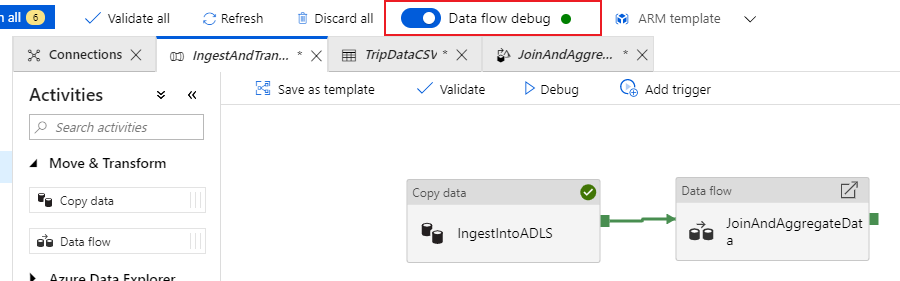 n all 6 Validate all Refresh Discard all Data flow debug ARM template
Connections IngestAndTran... * TripDataCSV * JoinAndAggre... *
Activities Save as template Validate Debug Add trigger
Search activities
Move & Transform
Copy data
Data flow
Azure Data Explorer
Copy data
IngestIntoADLS
Data flow
JoinAndAggregateDat
a